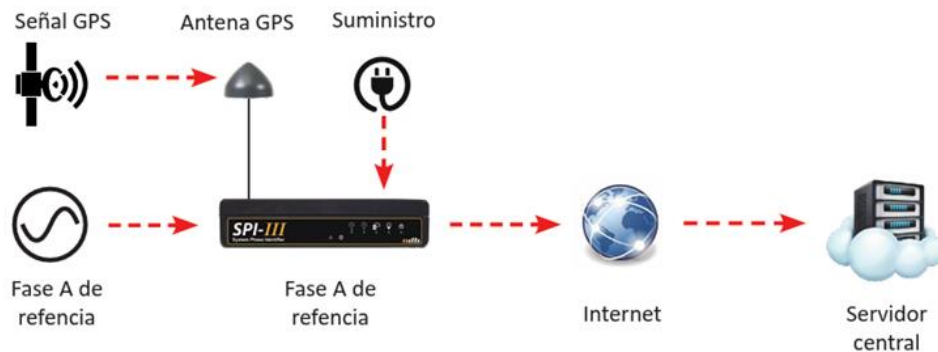 Señal GPS
Antena GPS
Suministro
SPI-III
System Phase Identifier
Fase A de
refencia
Fase A de
refencia
Internet
Servidor
central